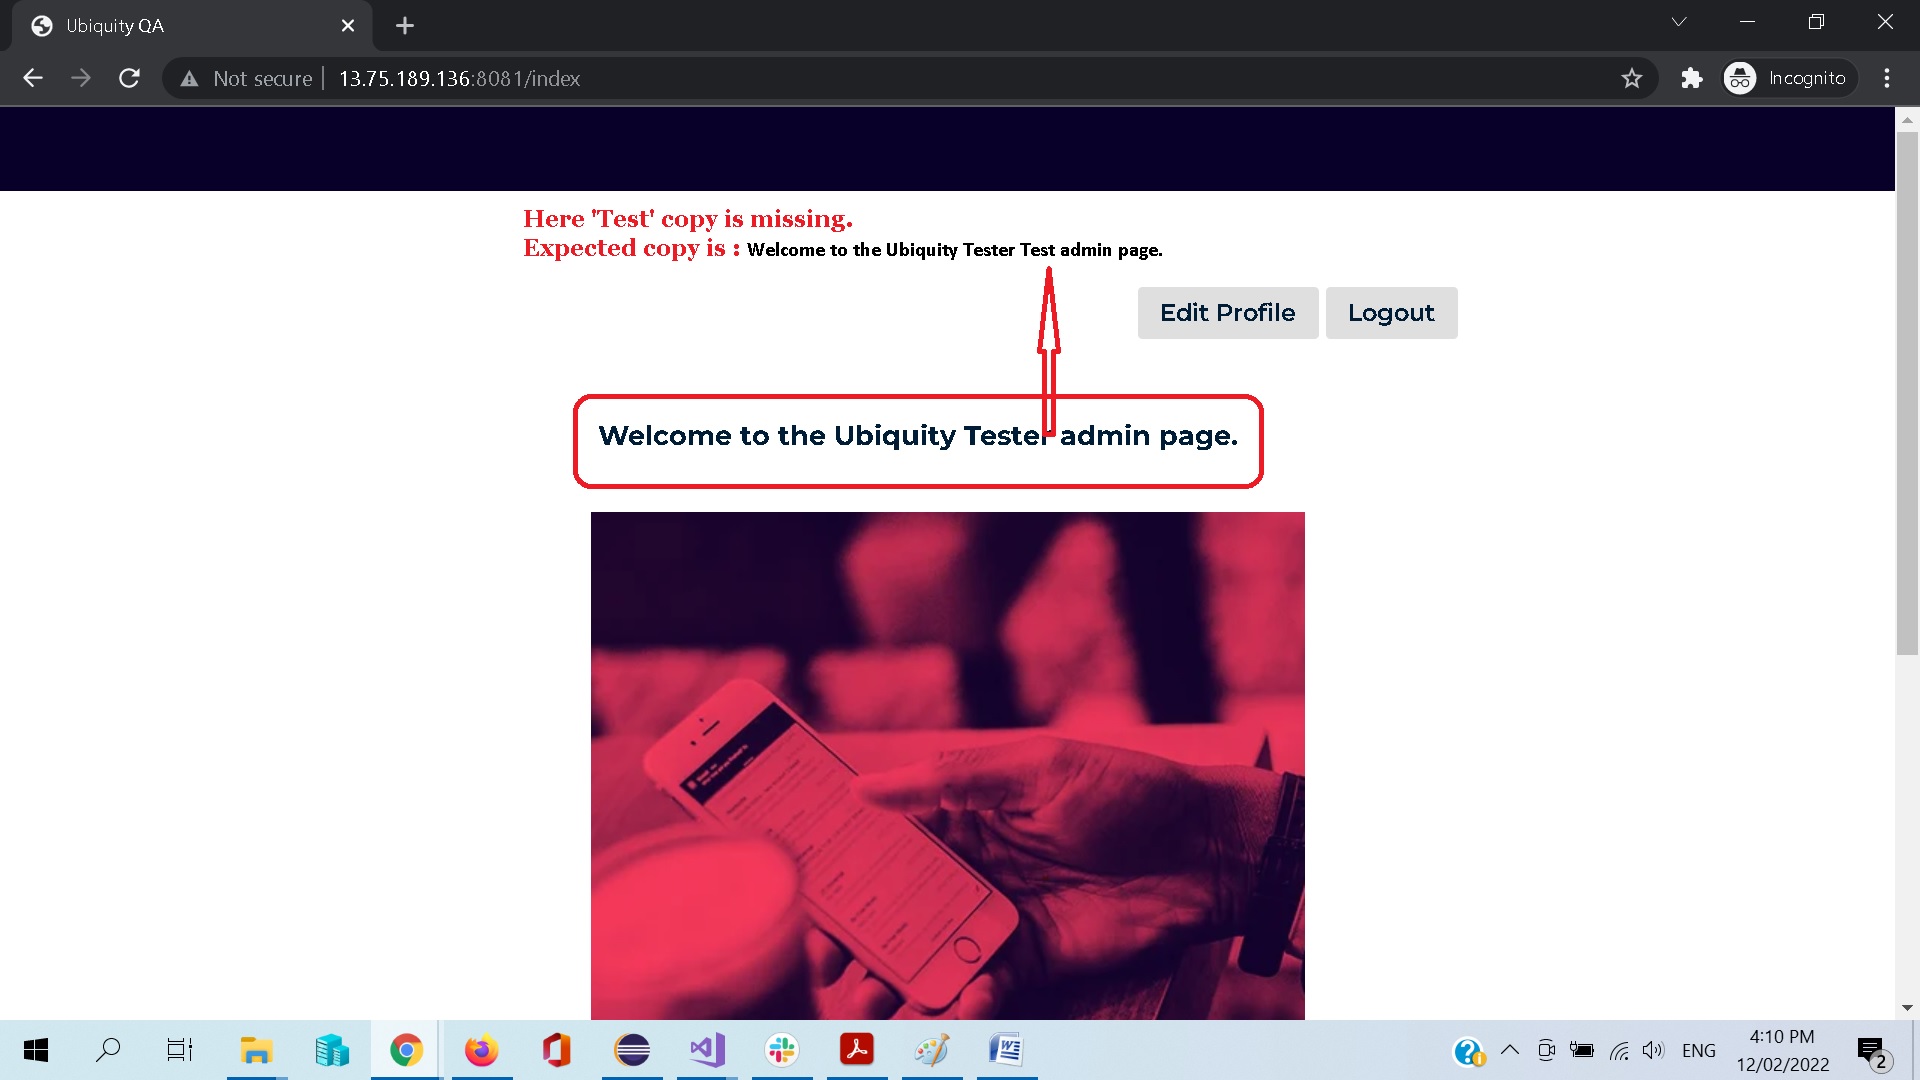 Ubiquity QA
Not secure
13.75.189.136:8081/index
Incognito
Here 'Test' copy is missing.
Expected copy is : Welcome to the Ubiquity Tester Test admin page.
Edit Profile
Logout
Welcome to the Ubiquity Tester admin page.
ENG
4:10 PM
12/02/2022
2